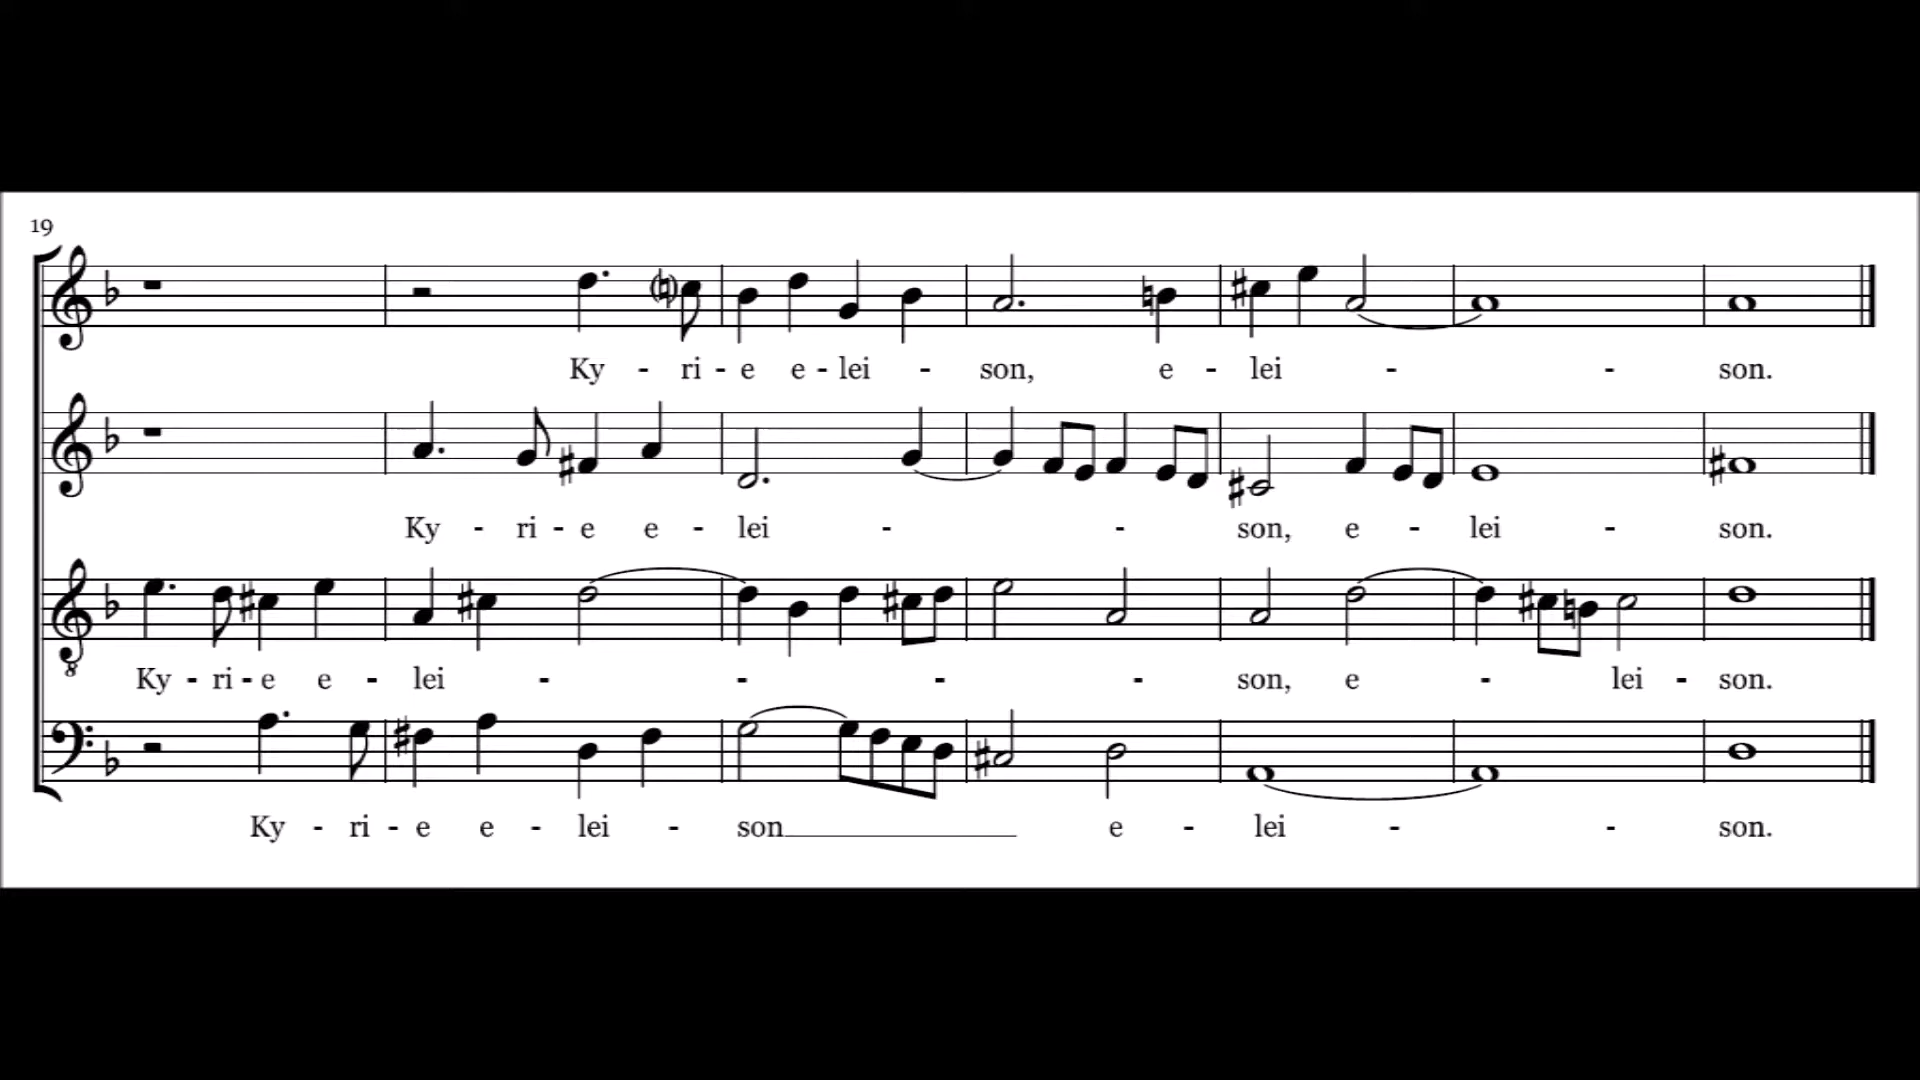 19
Ky - ri - e e - lei - son, e - lei - - son.
Ky - ri - e e - lei - - son, e - lei - son.
Ky - ri - e e - lei - - - - son, e - lei - son.
Ky - ri - e e - lei - son e - lei - - son.